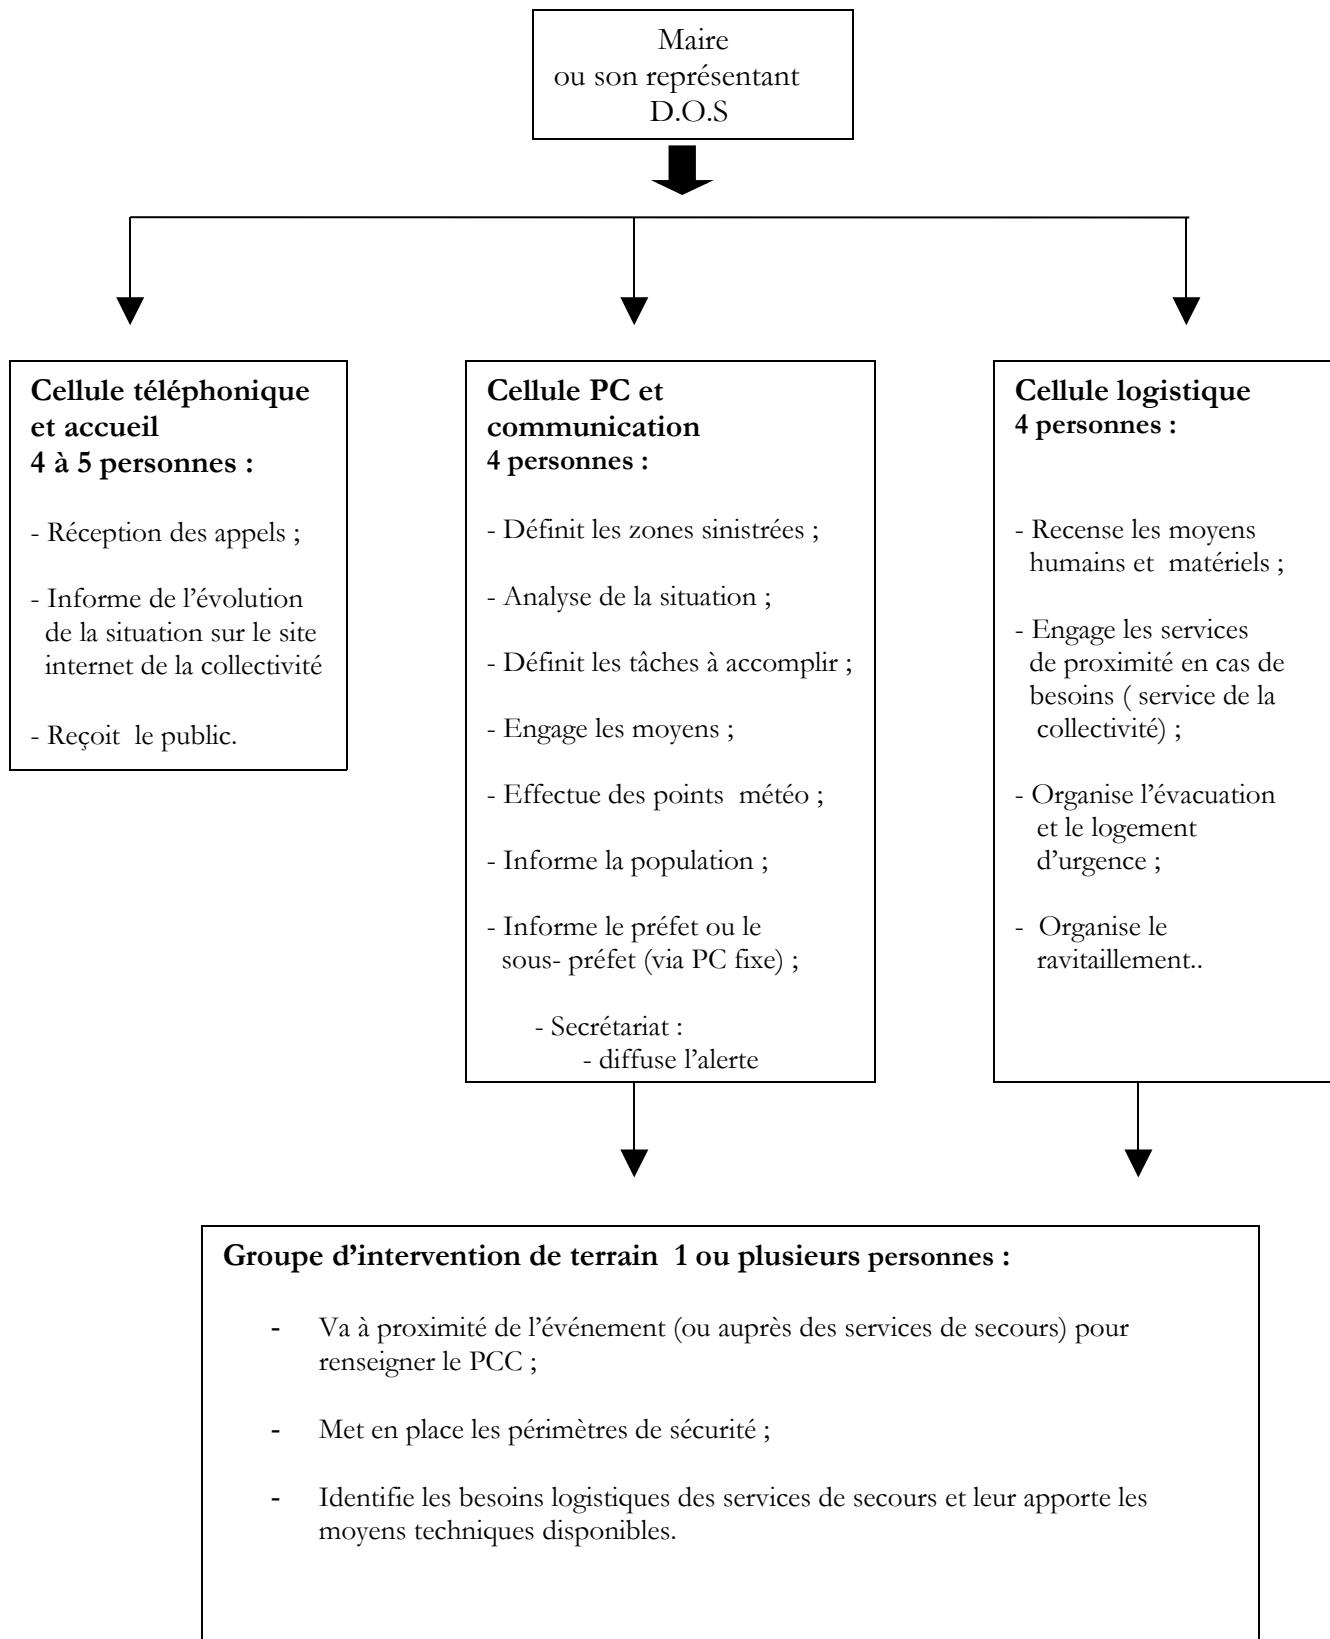 Maire
ou son représentant
D.O.S
Cellule téléphonique
et accueil
4 à 5 personnes :
- Réception des appels ;
- Informe de l’évolution
de la situation sur le site
internet de la collectivité
- Reçoit le public.
Cellule PC et
communication
4 personnes :
- Définit les zones sinistrées ;
- Analyse de la situation ;
- Définit les tâches à accomplir ;
- Engage les moyens ;
- Effectue des points météo ;
- Informe la population ;
- Informe le préfet ou le
sous- préfet (via PC fixe) ;
- Secrétariat :
- diffuse l’alerte
Cellule logistique
4 personnes :
- Recense les moyens
humains et matériels ;
- Engage les services
de proximité en cas de
besoins ( service de la
collectivité) ;
- Organise l’évacuation
et le logement
d’urgence ;
- Organise le
ravitaillement..
Groupe d’intervention de terrain 1 ou plusieurs personnes :
- Va à proximité de l’événement (ou auprès des services de secours) pour
renseigner le PCC ;
- Met en place les périmètres de sécurité ;
- Identifie les besoins logistiques des services de secours et leur apporte les
moyens techniques disponibles.